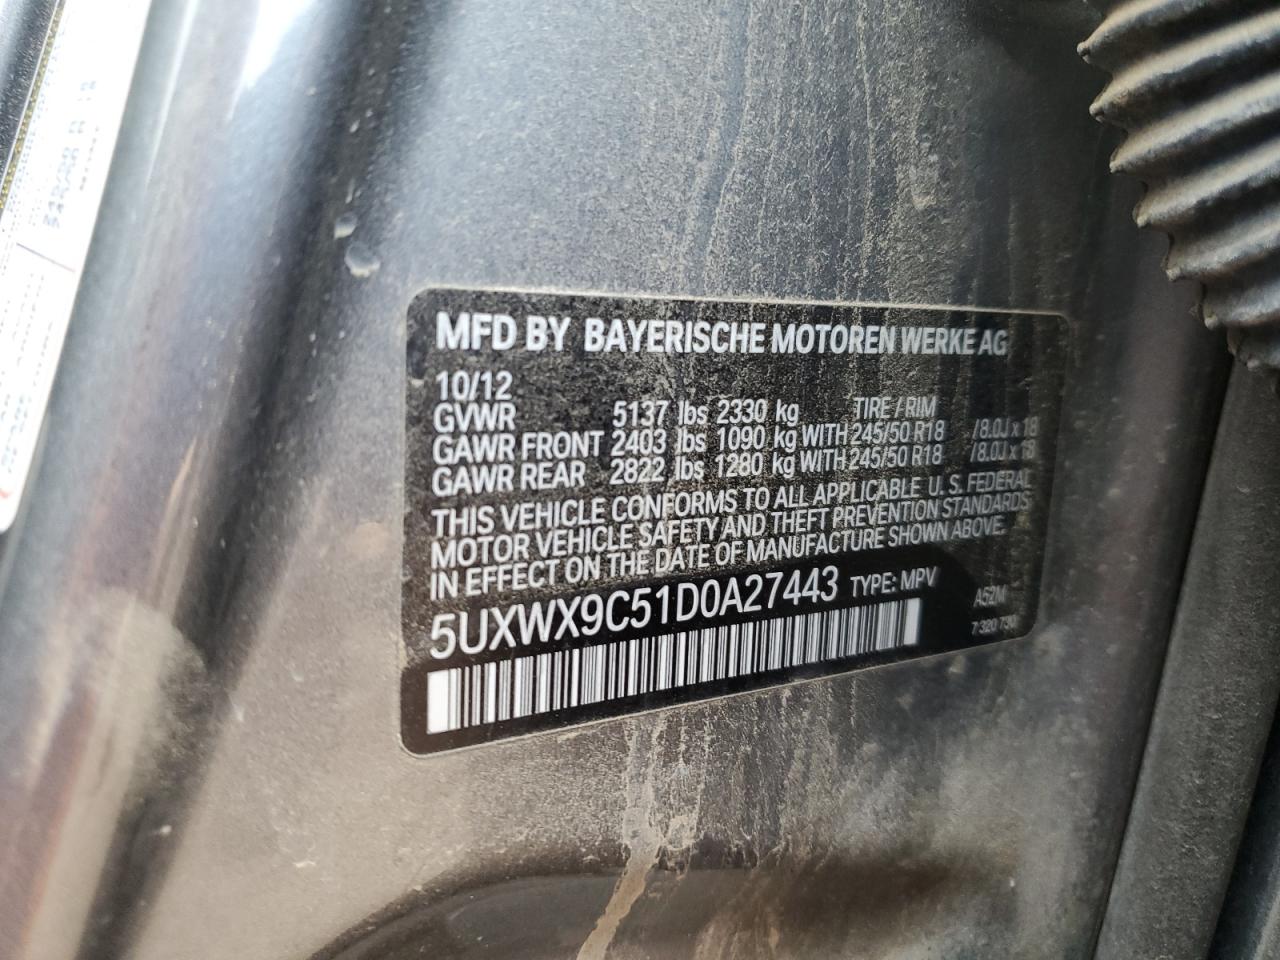 MFD BY BAYERISCHE MOTOREN WERKE AG
10/12
GVWR 5137 lbs 2330 kg TIRE / RIM
GAWR FRONT 2403 lbs 1090 kg WITH 245/50 R18 /8.0J x 18
GAWR REAR 2822 lbs 1280 kg WITH 245/50 R18 /8.0J x 18
THIS VEHICLE CONFORMS TO ALL APPLICABLE U. S. FEDERAL
MOTOR VEHICLE SAFETY AND THEFT PREVENTION STANDARDS
IN EFFECT ON THE DATE OF MANUFACTURE SHOWN ABOVE.
5UXWX9C51D0A27443 TYPE: MPV
A52M
7 320 730